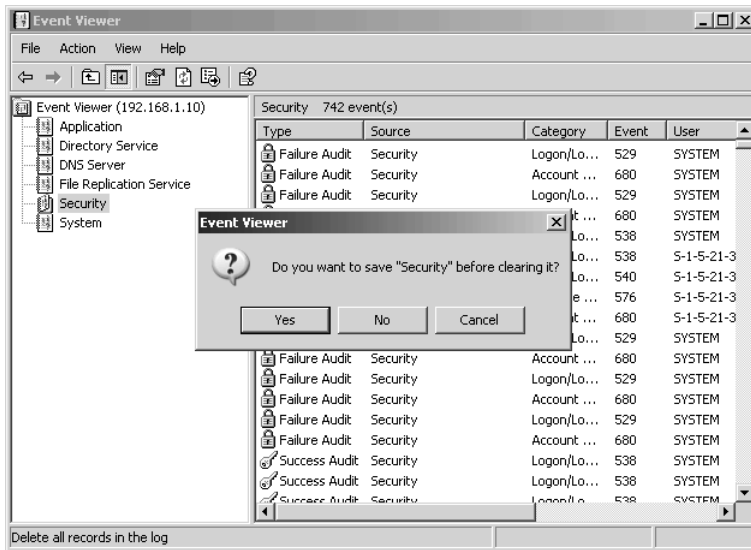 Event Viewer
File Action View Help
Event Viewer (192.168.1.10)
Application
Directory Service
DNS Server
File Replication Service
Security
System
Security 742 event(s)
Type Source Category Event User
Failure Audit Security Logon/Lo... 529 SYSTEM
Failure Audit Security Account ... 680 SYSTEM
Failure Audit Security Logon/Lo... 529 SYSTEM
680 SYSTEM
538 SYSTEM
538 S-1-5-21-3
540 S-1-5-21-3
576 S-1-5-21-3
680 S-1-5-21-3
529 SYSTEM
Event Viewer
Do you want to save "Security" before clearing it?
Yes No Cancel
Failure Audit Security Account ... 680 SYSTEM
Failure Audit Security Logon/Lo... 529 SYSTEM
Failure Audit Security Account ... 680 SYSTEM
Failure Audit Security Logon/Lo... 529 SYSTEM
Failure Audit Security Account ... 680 SYSTEM
Success Audit Security Logon/Lo... 538 SYSTEM
Success Audit Security Logon/Lo... 538 SYSTEM
Success Audit Security Logon/Lo... 538 SYSTEM
Delete all records in the log